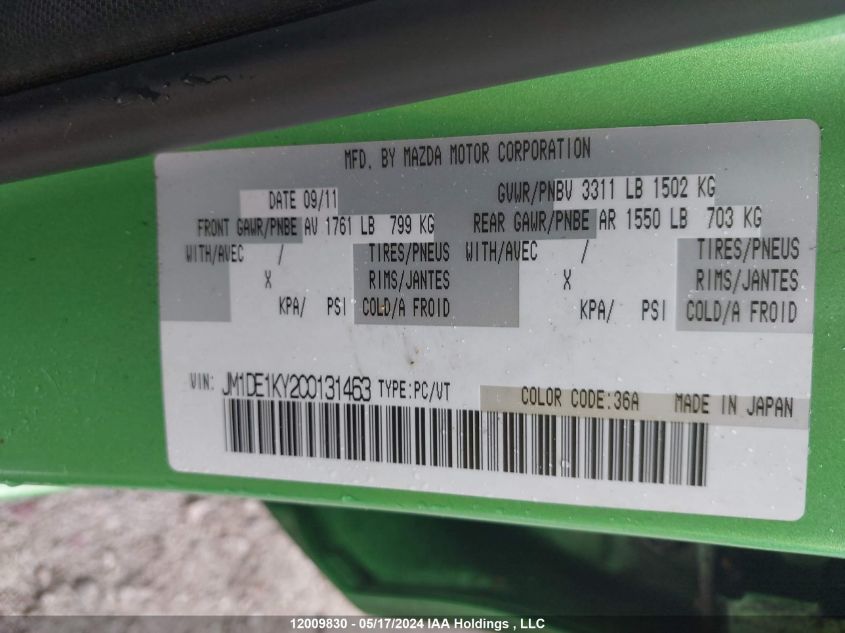 MFD. BY MAZDA MOTOR CORPORATION
DATE 09/11 GVWR/PNBV 3311 LB 1502 KG
FRONT GAWR/PNBE AV 1761 LB 799 KG REAR GAWR/PNBE AR 1550 LB 703 KG
WITH/AVEC / TIRES/PNEUS WITH/AVEC / TIRES/PNEUS
X RIMS/JANTES X RIMS/JANTES
KPA/ PSI COLD/A FROID KPA/ PSI COLD/A FROID
VIN: JM1DE1KY2C0131463 TYPE:PC/VT COLOR CODE:36A MADE IN JAPAN
12009830 - 05/17/2024 IAA Holdings , LLC